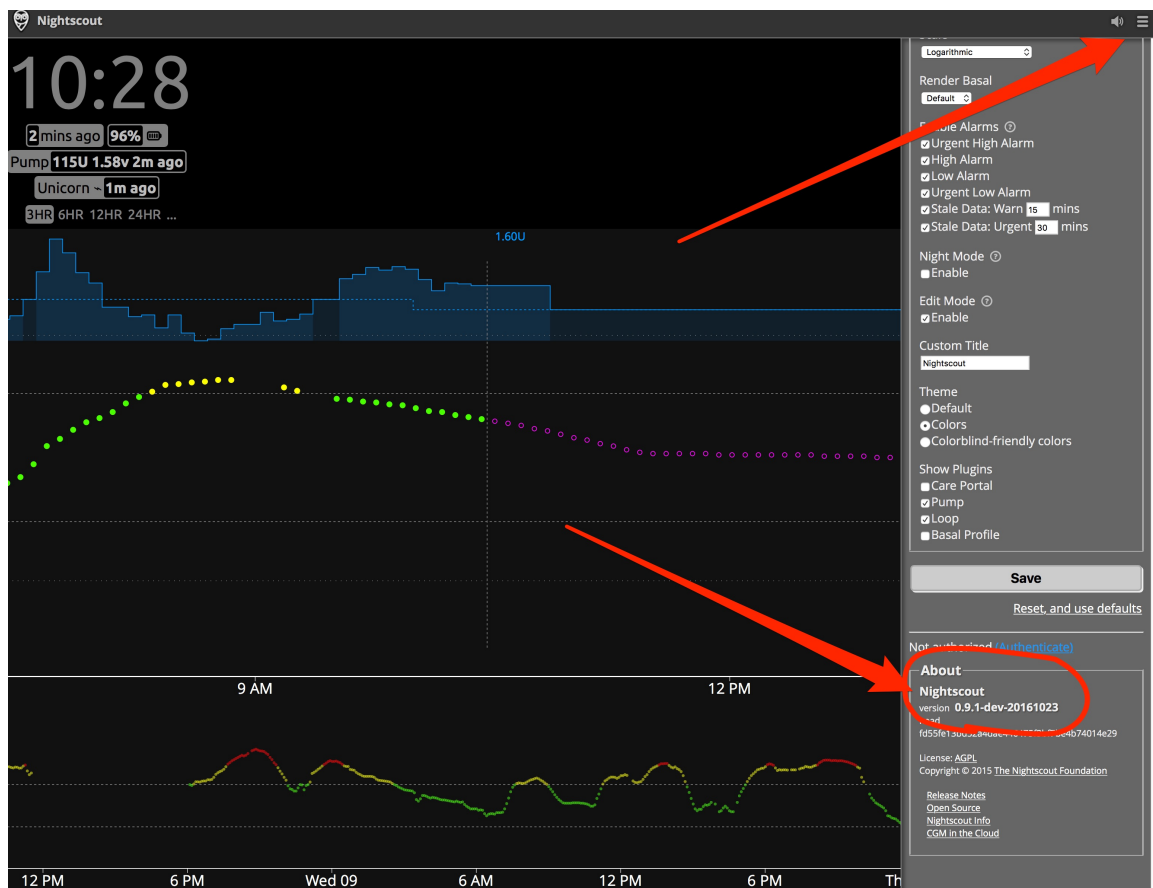 Nightscout
10:28
2 mins ago 96%
Pump 115U 1.58v 2m ago
Unicorn ~ 1m ago
3HR 6HR 12HR 24HR ...
1.60U
9 AM
12 PM
12 PM
6 PM
Wed 09
6 AM
12 PM
6 PM
Th
Logarithmic
Render Basal
Default
Enable Alarms
Urgent High Alarm
High Alarm
Low Alarm
Urgent Low Alarm
Stale Data: Warn 15 mins
Stale Data: Urgent 30 mins
Night Mode
Enable
Edit Mode
Enable
Custom Title
Nightscout
Theme
Default
Colors
Colorblind-friendly colors
Show Plugins
Care Portal
Pump
Loop
Basal Profile
Save
Reset, and use defaults
Not authorized (Authenticate)
About
Nightscout
version 0.9.1-dev-20161023
head
License: AGPL
Copyright © 2015 The Nightscout Foundation
Release Notes
Open Source
Nightscout Info
CGM in the Cloud